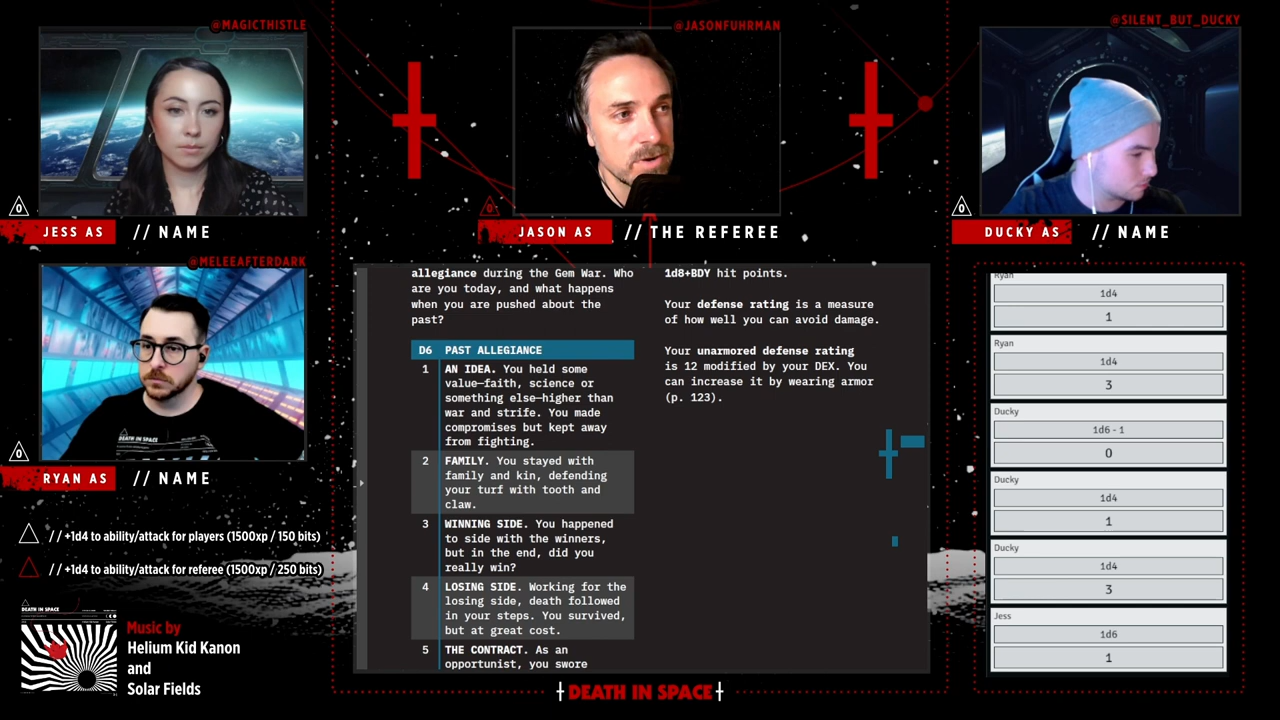 @MAGICTHISTLE
@JASONFUHRMAN
@SILENT_BUT_DUCKY
0
0
0
JESS AS // NAME
JASON AS // THE REFEREE
DUCKY AS // NAME
@MELEEAFTERDARK
DEATH IN SPACE
0
RYAN AS // NAME
// +1d4 to ability/attack for players (1500xp / 150 bits)
// +1d4 to ability/attack for referee (1500xp / 250 bits)
DEATH IN SPACE
Music by
Helium Kid Kanon
and
Solar Fields
allegiance during the Gem War. Who
are you today, and what happens
when you are pushed about the
past?
D6 PAST ALLEGIANCE
1 AN IDEA. You held some
value—faith, science or
something else—higher than
war and strife. You made
compromises but kept away
from fighting.
2 FAMILY. You stayed with
family and kin, defending
your turf with tooth and
claw.
3 WINNING SIDE. You happened
to side with the winners,
but in the end, did you
really win?
4 LOSING SIDE. Working for the
losing side, death followed
in your steps. You survived,
but at great cost.
5 THE CONTRACT. As an
opportunist, you swore
1d8+BDY hit points.
Your defense rating is a measure
of how well you can avoid damage.
Your unarmored defense rating
is 12 modified by your DEX. You
can increase it by wearing armor
(p. 123).
Ryan
1d4
1
Ryan
1d4
3
Ducky
1d6 - 1
0
Ducky
1d4
1
Ducky
1d4
3
Jess
1d6
1
DEATH IN SPACE